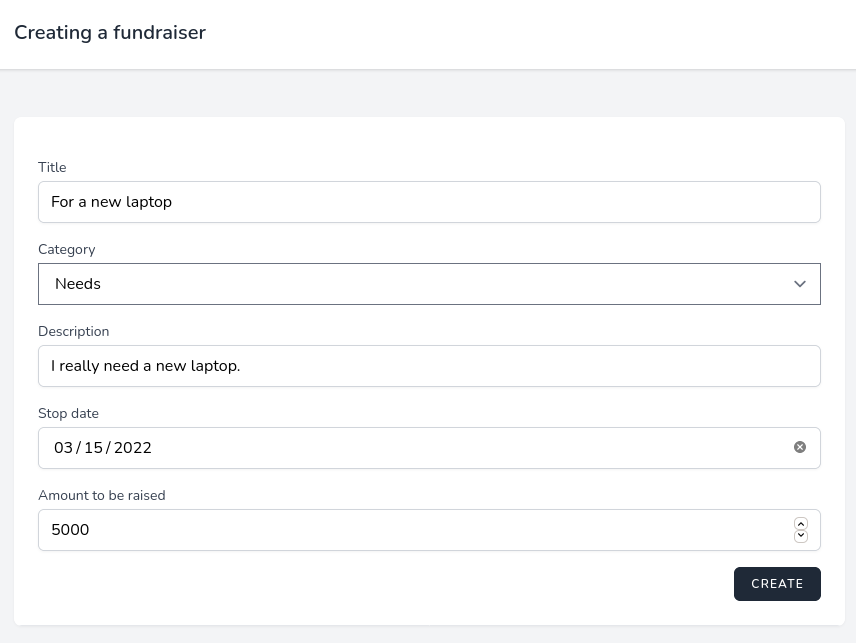 Creating a fundraiser
Title
For a new laptop
Category
Needs
Description
I really need a new laptop.
Stop date
03/15/2022
Amount to be raised
5000
CREATE